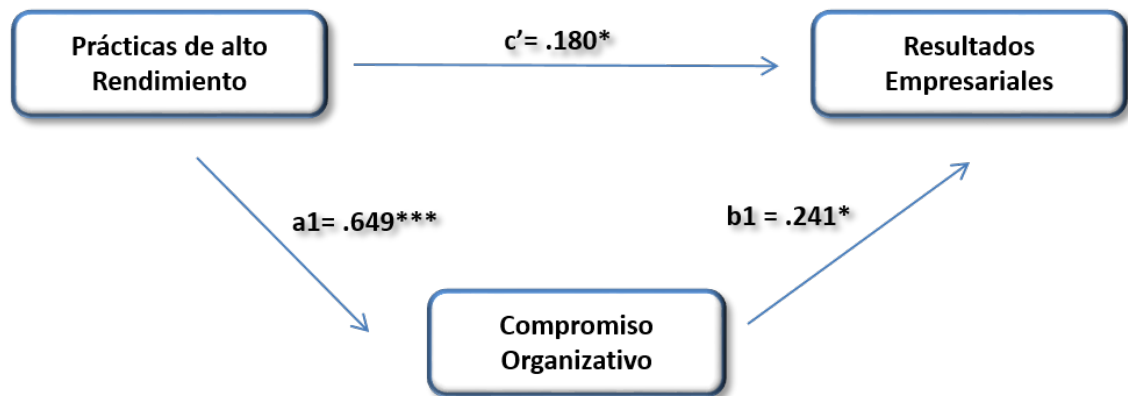 Prácticas de alto
Rendimiento
c’= .180*
Resultados
Empresariales
a1= .649***
b1 = .241*
Compromiso
Organizativo